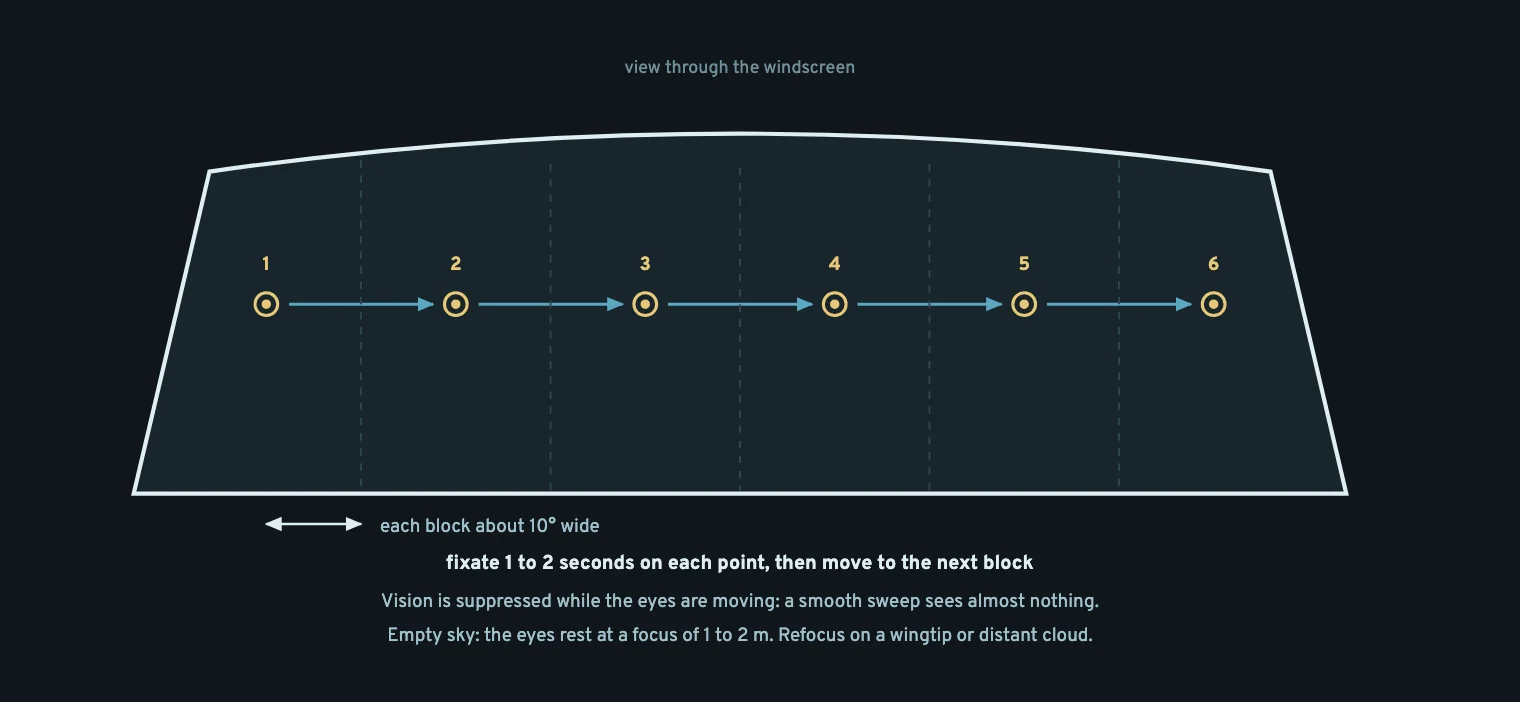 view through the windscreen
1 2 3 4 5 6
each block about 10° wide
fixate 1 to 2 seconds on each point, then move to the next block
Vision is suppressed while the eyes are moving: a smooth sweep sees almost nothing.
Empty sky: the eyes rest at a focus of 1 to 2 m. Refocus on a wingtip or distant cloud.